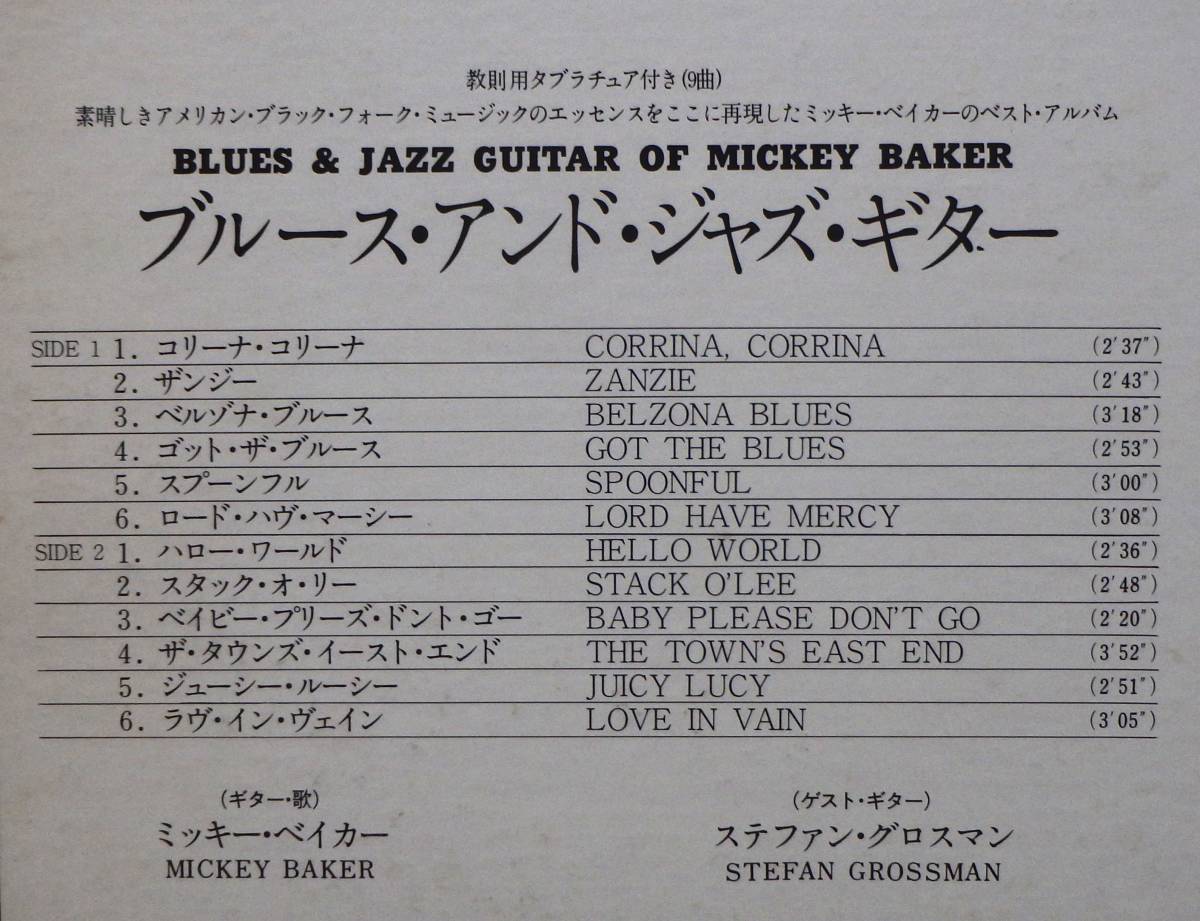 教則用タブラチュア付き(9曲)
素晴しきアメリカン・ブラック・フォーク・ミュージックのエッセンスをここに再現したミッキー・ベイカーのベスト・アルバム
BLUES & JAZZ GUITAR OF MICKEY BAKER
ブルース・アンド・ジャズ・ギター
SIDE 1 1. コリーナ・コリーナ CORRINA, CORRINA (2'37")
2. ザンジー ZANZIE (2'43")
3. ベルゾナ・ブルース BELZONA BLUES (3'18")
4. ゴット・ザ・ブルース GOT THE BLUES (2'53")
5. スプーンフル SPOONFUL (3'00")
6. ロード・ハヴ・マーシー LORD HAVE MERCY (3'08")
SIDE 2 1. ハロー・ワールド HELLO WORLD (2'36")
2. スタック・オ・リー STACK O'LEE (2'48")
3. ベイビー・プリーズ・ドント・ゴー BABY PLEASE DON'T GO (2'20")
4. ザ・タウンズ・イースト・エンド THE TOWN'S EAST END (3'52")
5. ジューシー・ルーシー JUICY LUCY (2'51")
6. ラヴ・イン・ヴェイン LOVE IN VAIN (3'05")
(ギター・歌)
ミッキー・ベイカー
MICKEY BAKER
(ゲスト・ギター)
ステファン・グロスマン
STEFAN GROSSMAN